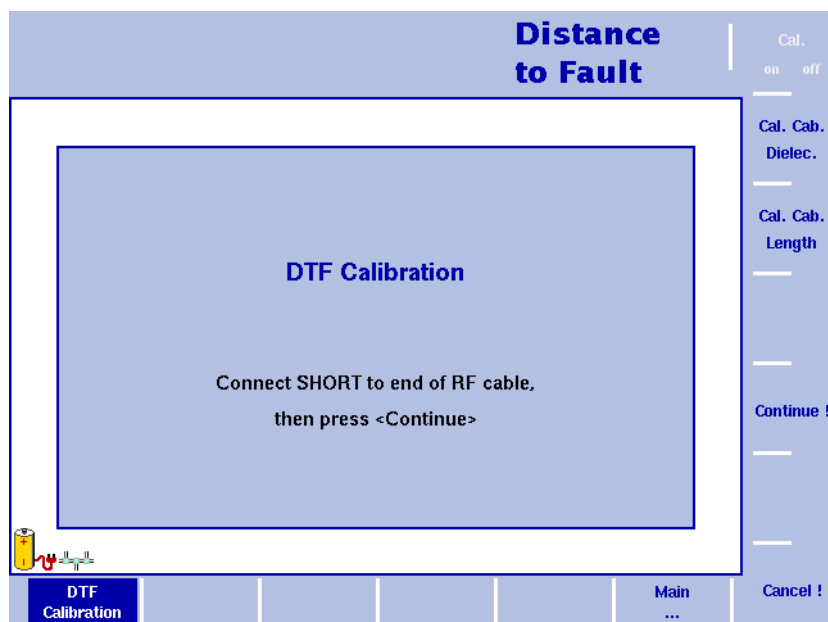 Distance
to Fault
Cal.
on off
Cal. Cab.
Dielec.
Cal. Cab.
Length
DTF Calibration
Connect SHORT to end of RF cable,
then press <Continue>
Continue !
DTF
Calibration
Main
...
Cancel !